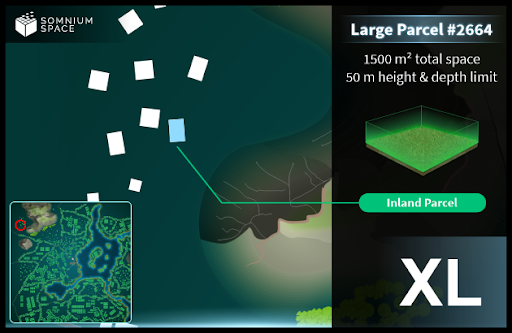 SOMNIUM
SPACE
Large Parcel #2664
1500 m² total space
50 m height & depth limit
Inland Parcel
XL